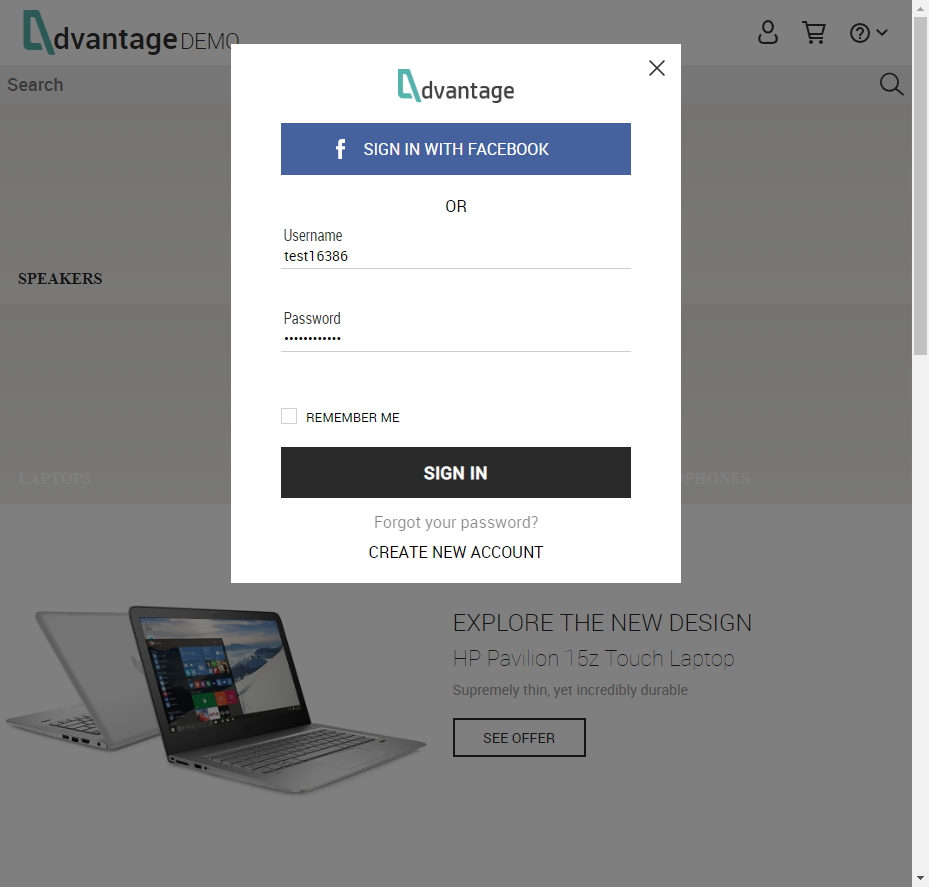 dvantage DEMO
Search
dvantage
f SIGN IN WITH FACEBOOK
OR
Username
test16386
SPEAKERS
Password
••••••••••••
REMEMBER ME
SIGN IN
LAPTOPS
PHONES
Forgot your password?
CREATE NEW ACCOUNT
EXPLORE THE NEW DESIGN
HP Pavilion 15z Touch Laptop
Supremely thin, yet incredibly durable
SEE OFFER